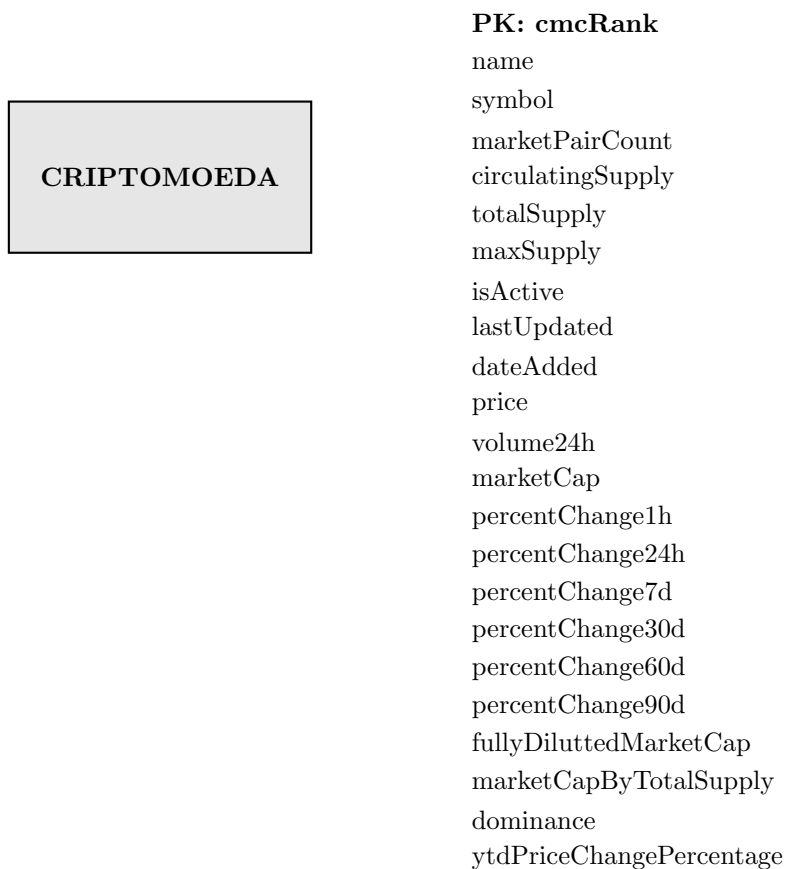 CRIPTOMOEDA
PK: cmcRank
name
symbol
marketPairCount
circulatingSupply
totalSupply
maxSupply
isActive
lastUpdated
dateAdded
price
volume24h
marketCap
percentChange1h
percentChange24h
percentChange7d
percentChange30d
percentChange60d
percentChange90d
fullyDiluttedMarketCap
marketCapByTotalSupply
dominance
ytdPriceChangePercentage